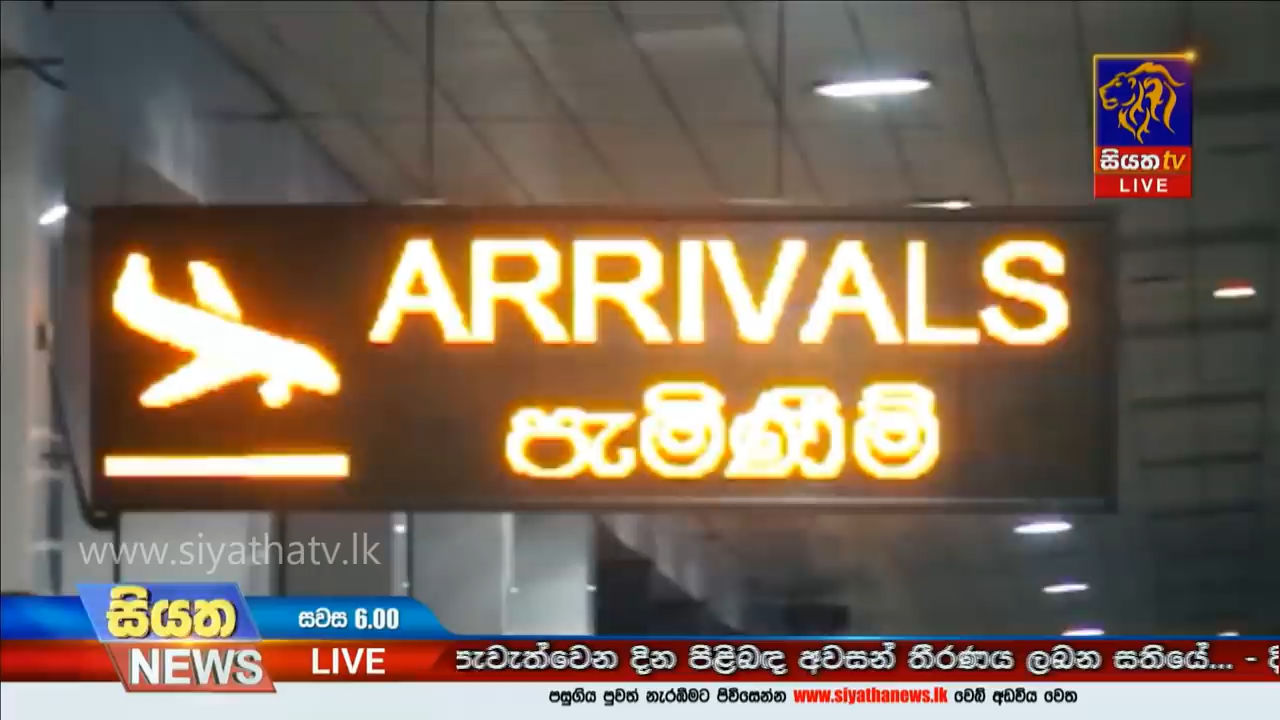 සියත tv
LIVE
ARRIVALS
පැමිණීම්
www.siyathatv.lk
සියත
සවස 6.00
NEWS
LIVE
පැවැත්වෙන දින පිළිබඳ අවසන් තීරණය ලබන සතියේ... -
පසුගිය පුවත් නැරඹීමට පිවිසෙන්න www.siyathanews.lk වෙබ් අඩවිය වෙත